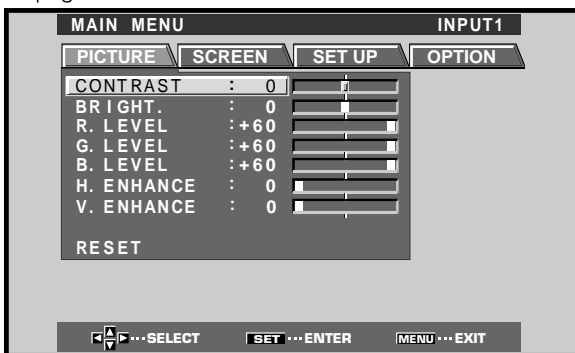 MAIN MENU INPUT1
PICTURE SCREEN SET UP OPTION
CONTRAST : 0
BRIGHT. : 0
R. LEVEL : +60
G. LEVEL : +60
B. LEVEL : +60
H. ENHANCE : 0
V. ENHANCE : 0
RESET
···SELECT SET ···ENTER MENU ···EXIT